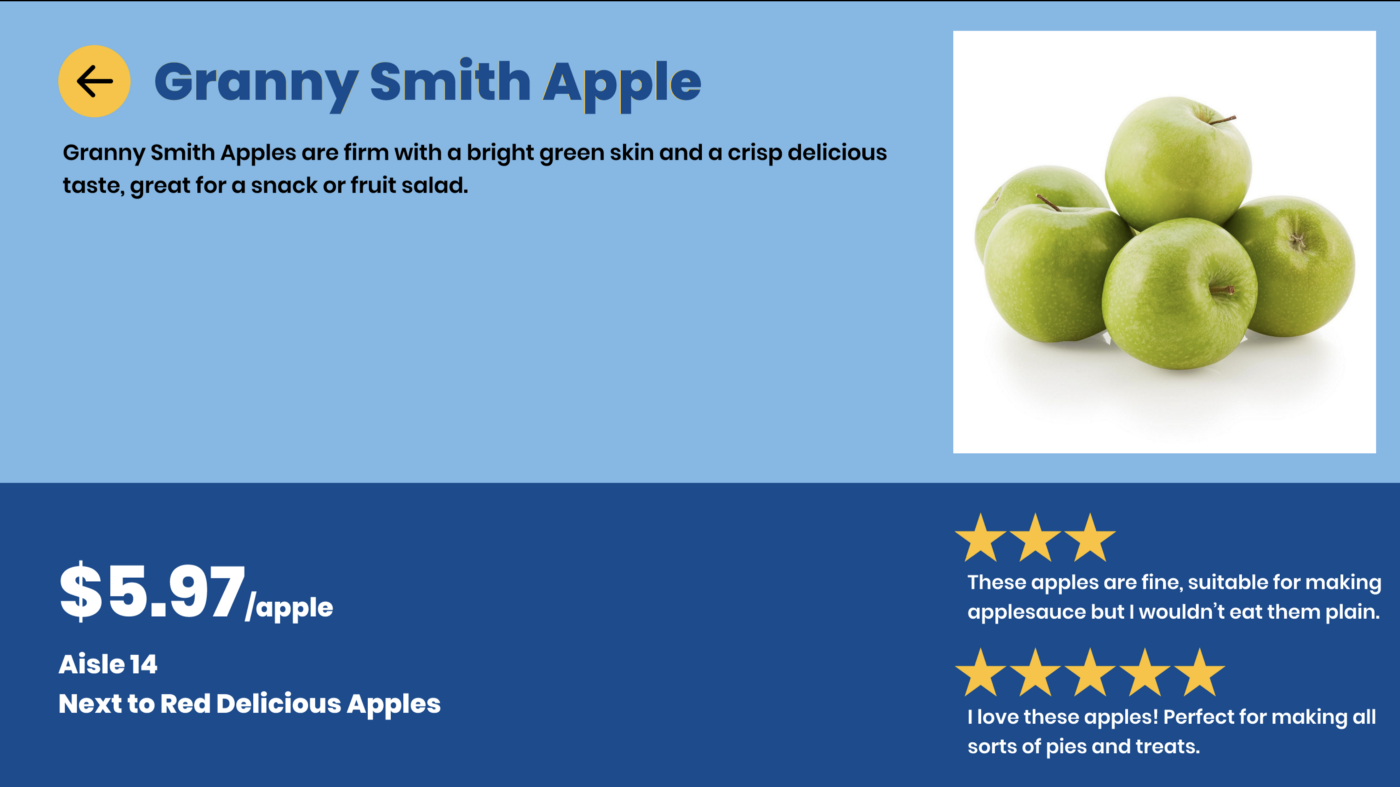 Granny Smith Apple
Granny Smith Apples are firm with a bright green skin and a crisp delicious
taste, great for a snack or fruit salad.
$5.97/apple
Aisle 14
Next to Red Delicious Apples
These apples are fine, suitable for making
applesauce but I wouldn’t eat them plain.
I love these apples! Perfect for making all
sorts of pies and treats.